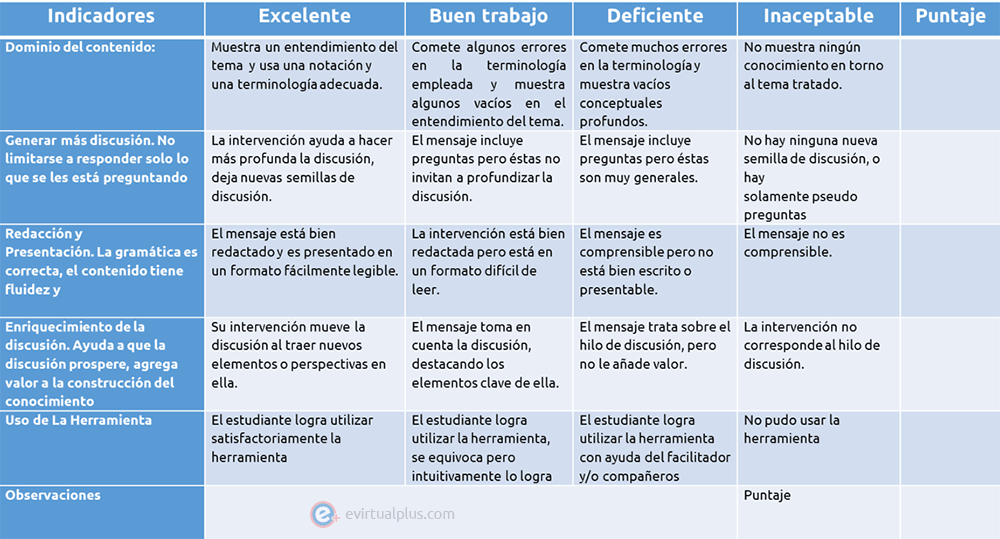 Indicadores
Excelente
Buen trabajo
Deficiente
Inaceptable
Puntaje
Dominio del contenido:
Muestra un entendimiento del
tema y usa una notación y
una terminología adecuada.
Comete algunos errores
en la terminología
empleada y muestra
algunos vacíos en el
entendimiento del tema.
Comete muchos errores
en la terminología y
muestra vacíos
conceptuales
profundos.
No muestra ningún
conocimiento en torno
al tema tratado.
Generar más discusión. No
limitarse a responder solo lo
que se les está preguntando
La intervención ayuda a hacer
más profunda la discusión,
deja nuevas semillas de
discusión.
El mensaje incluye
preguntas pero éstas no
invitan a profundizar la
discusión.
El mensaje incluye
preguntas pero éstas
son muy generales.
No hay ninguna nueva
semilla de discusión, o
hay
solamente pseudo
preguntas
Redacción y
Presentación. La gramática es
correcta, el contenido tiene
fluidez y
El mensaje está bien
redactado y es presentado en
un formato fácilmente legible.
La intervención está bien
redactada pero está en
un formato difícil de
leer.
El mensaje es
comprensible pero no
está bien escrito o
presentable.
El mensaje no es
comprensible.
Enriquecimiento de la
discusión. Ayuda a que la
discusión prospere, agrega
valor a la construcción del
conocimiento
Su intervención mueve la
discusión al traer nuevos
elementos o perspectivas en
ella.
El mensaje toma en
cuenta la discusión,
destacando los
elementos clave de ella.
El mensaje trata sobre el
hilo de discusión, pero
no le añade valor.
La intervención no
corresponde al hilo de
discusión.
Uso de La Herramienta
El estudiante logra utilizar
satisfactoriamente la
herramienta
El estudiante logra
utilizar la herramienta,
se equivoca pero
intuitivamente lo logra
El estudiante logra
utilizar la herramienta
con ayuda del facilitador
y/o compañeros
No pudo usar la
herramienta
Observaciones
Puntaje
evirtualplus.com